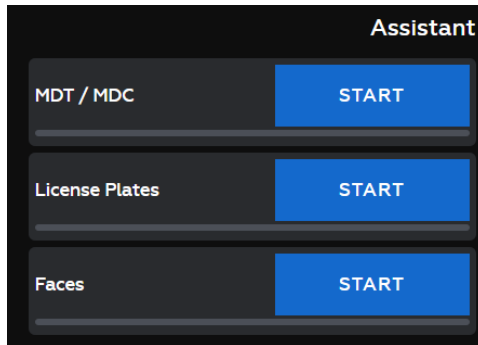 Assistant
MDT / MDC START
License Plates START
Faces START